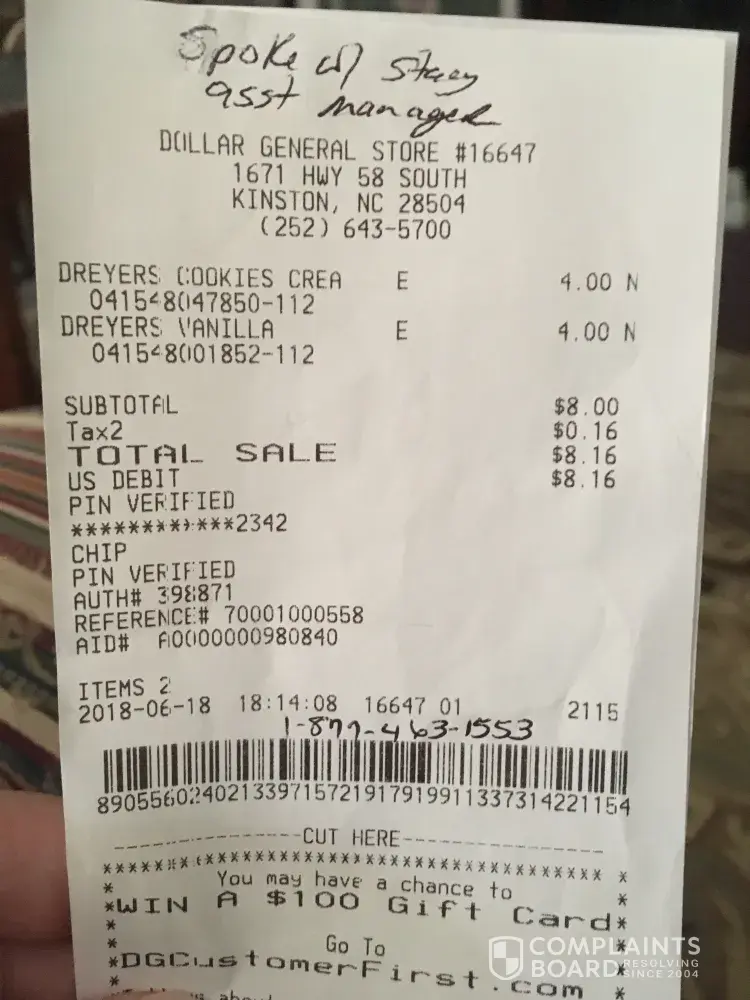 Spoke w/ Stacy
asst manager
DOLLAR GENERAL STORE #16647
1671 HWY 58 SOUTH
KINSTON, NC 28504
(252) 643-5700
DREYERS COOKIES CREA E 4.00 N
041548047850-112
DREYERS VANILLA E 4.00 N
041548001852-112
SUBTOTAL $8.00
Tax2 $0.16
TOTAL SALE $8.16
US DEBIT $8.16
PIN VERIFIED
************2342
CHIP
PIN VERIFIED
AUTH# 398871
REFERENCE# 70001000558
AID# A0000000980840
ITEMS 2
2018-06-18 18:14:08 16647 01 2115
1-877-463-1553
890556024021339715721917919911337314221154
CUT HERE
You may have a chance to
*WIN A $100 Gift Card*
Go To
*DGCustomerFirst.com
about
COMPLAINTS
BOARD RESOLVING
SINCE 2004